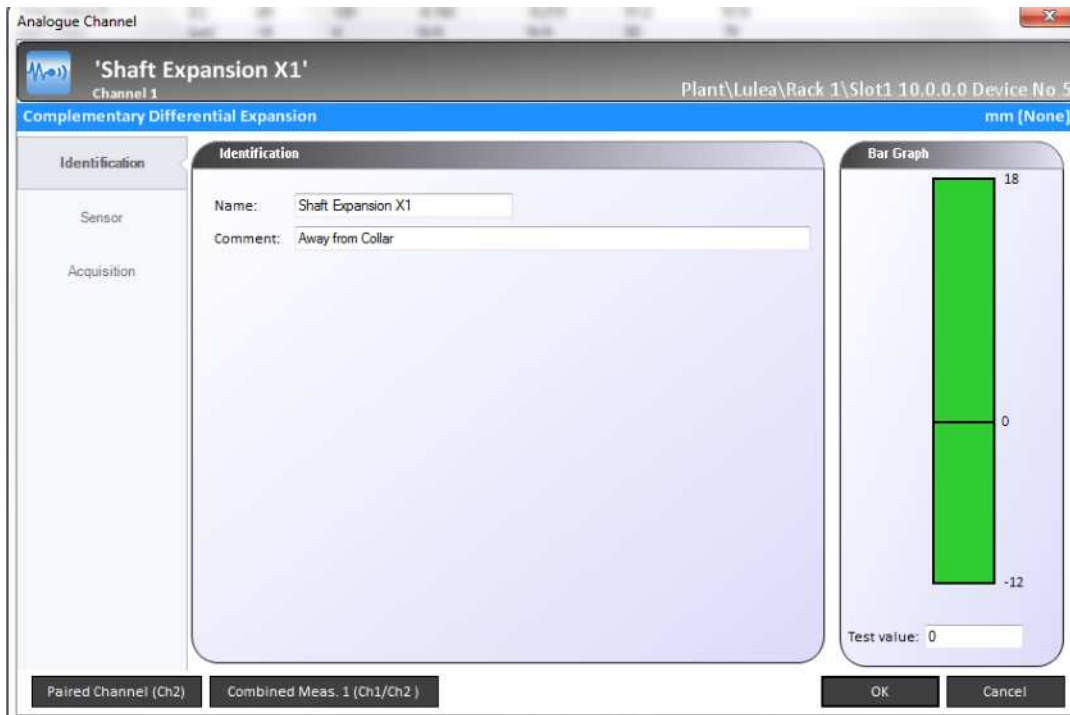 Analogue Channel
'Shaft Expansion X1'
Channel 1
Plant\Lulea\Rack 1\Slot1 10.0.0.0 Device No 5
Complementary Differential Expansion
mm (None)
Identification
Sensor
Acquisition
Identification
Name: Shaft Expansion X1
Comment: Away from Collar
Bar Graph
18
0
-12
Test value: 0
Paired Channel (Ch2)
Combined Meas. 1 (Ch1/Ch2 )
OK
Cancel